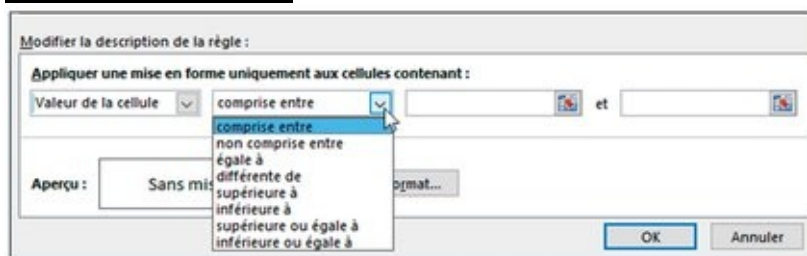 Modifier la description de la règle :
Appliquer une mise en forme uniquement aux cellules contenant :
Valeur de la cellule comprise entre et
comprise entre
non comprise entre
égale à
différente de
Aperçu : Sans mis
supérieure à
inférieure à
supérieure ou égale à
inférieure ou égale à
OK Annuler